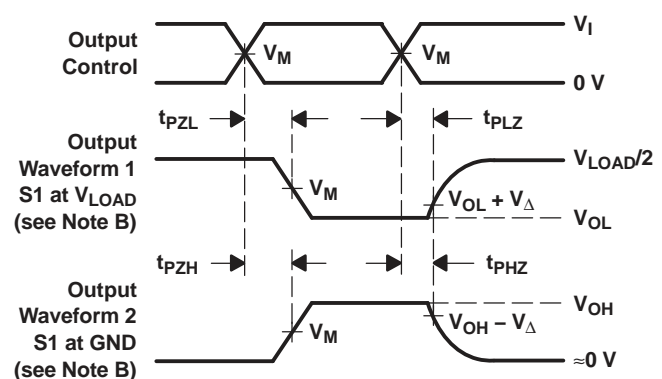 Output
Control
V_M
V_M
V_I
0 V
t_PZL
t_PLZ
Output
Waveform 1
S1 at V_LOAD
(see Note B)
V_M
V_LOAD/2
V_OL + V_Δ
V_OL
t_PZH
t_PHZ
Output
Waveform 2
S1 at GND
(see Note B)
V_M
V_OH
V_OH − V_Δ
≈0 V